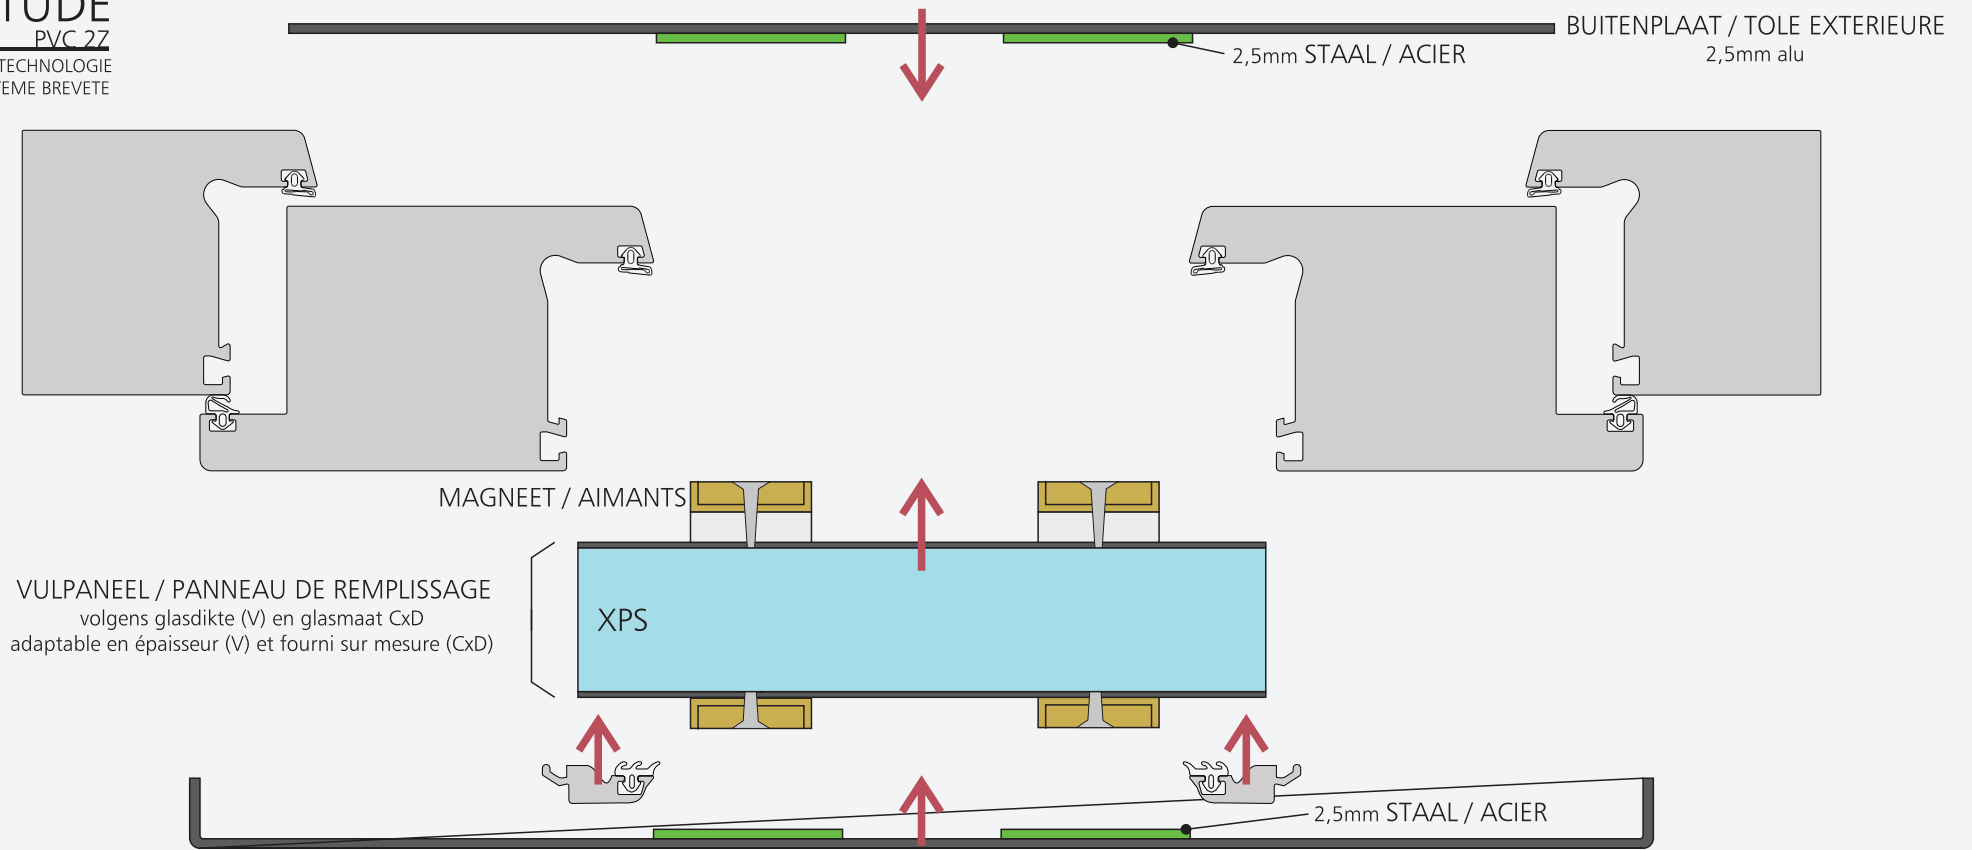 PVC 2Z
TECHNOLOGIE
BREVETE
BUITENPLAAT / TOLE EXTERIEURE
2,5mm alu
2,5mm STAAL / ACIER
MAGNEET / AIMANTS
VULPANEEL / PANNEAU DE REMPLISSAGE
volgens glasdikte (V) en glasmaat CxD
adaptable en épaisseur (V) et fourni sur mesure (CxD)
XPS
2,5mm STAAL / ACIER